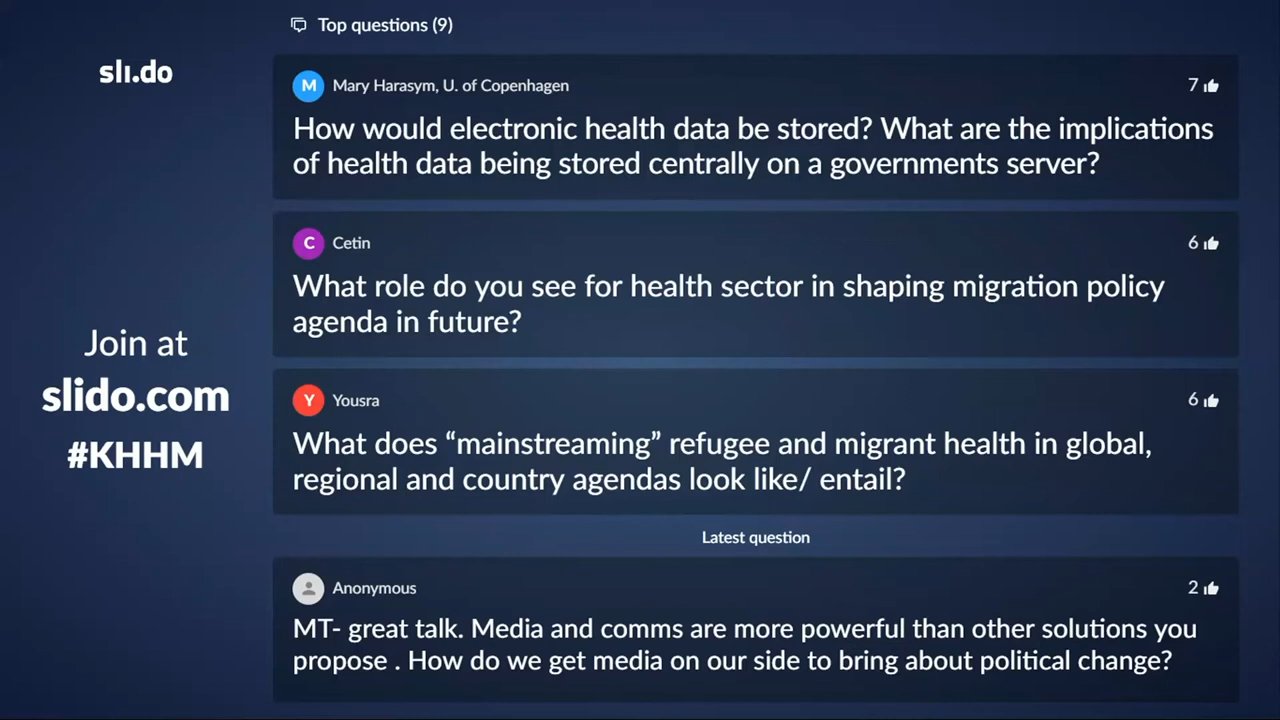 Top questions (9)
sli.do
Mary Harasym, U. of Copenhagen
7
M
How would electronic health data be stored? What are the implications
of health data being stored centrally on a governments server?
Cetin
6
C
What role do you see for health sector in shaping migration policy
agenda in future?
Join at
slido.com
#KHHM
Yousra
6
Y
What does “mainstreaming” refugee and migrant health in global,
regional and country agendas look like/ entail?
Latest question
Anonymous
2
MT- great talk. Media and comms are more powerful than other solutions you
propose . How do we get media on our side to bring about political change?